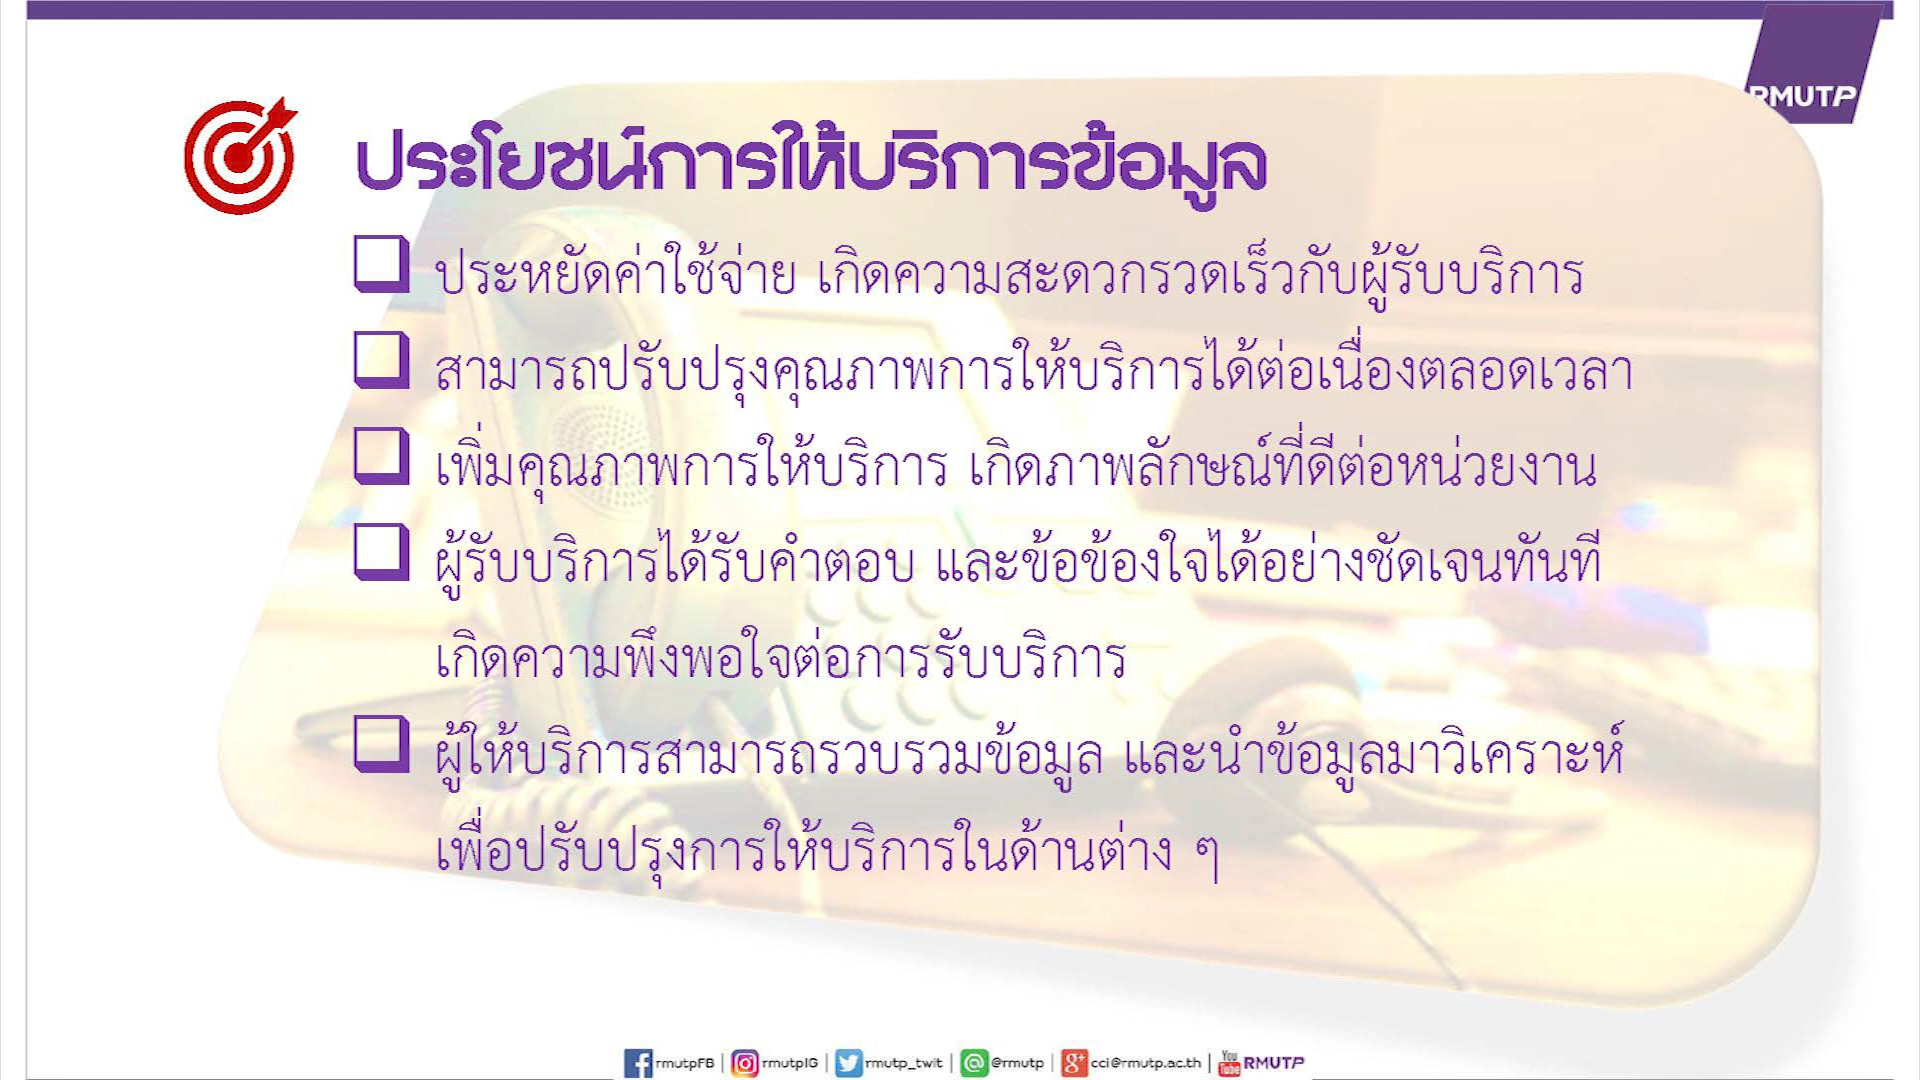 RMUTP
ประโยชน์การให้บริการข้อมูล
ประหยัดค่าใช้จ่าย เกิดความสะดวกรวดเร็วกับผู้รับบริการ
สามารถปรับปรุงคุณภาพการให้บริการได้ต่อเนื่องตลอดเวลา
เพิ่มคุณภาพการให้บริการ เกิดภาพลักษณ์ที่ดีต่อหน่วยงาน
ผู้รับบริการได้รับคำตอบ และข้อข้องใจได้อย่างชัดเจนทันที
เกิดความพึงพอใจต่อการรับบริการ
ผู้ให้บริการสามารถรวบรวมข้อมูล และนำข้อมูลมาวิเคราะห์
เพื่อปรับปรุงการให้บริการในด้านต่าง ๆ
rmutpFB | rmutpIG | rmutp_twit | @rmutp | cci@rmutp.ac.th | You Tube RMUTP